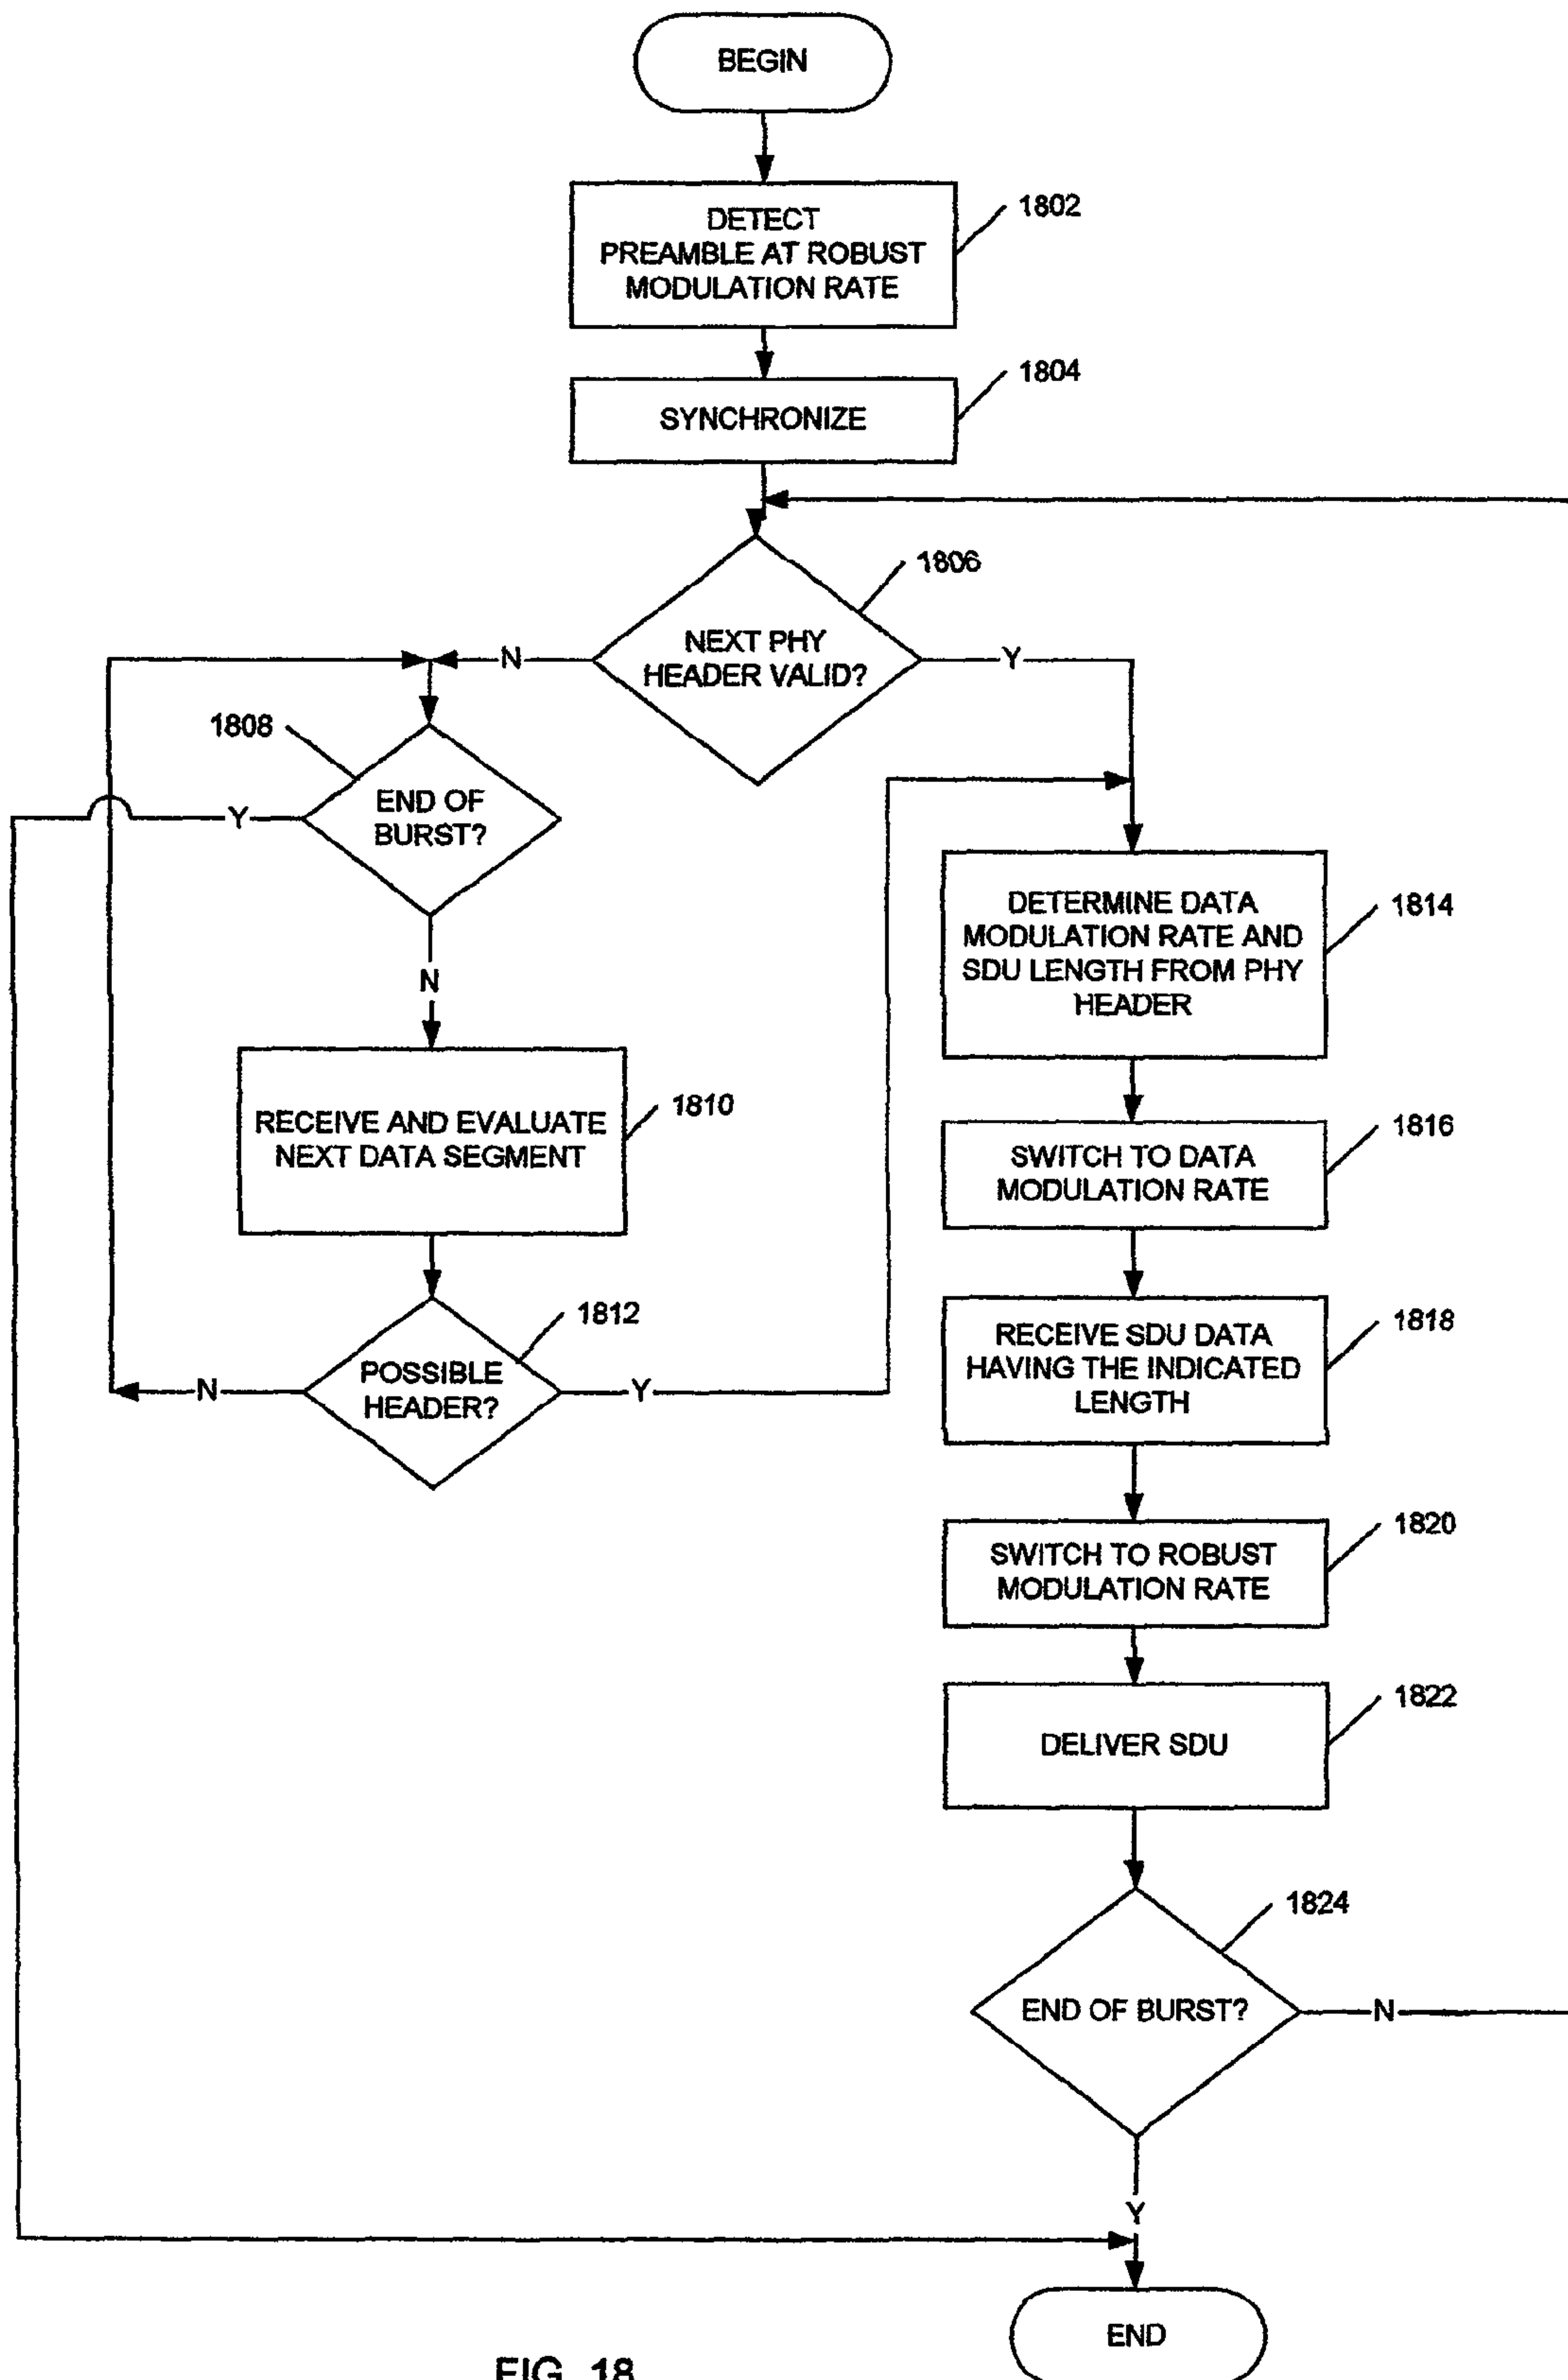 BEGIN
DETECT
PREAMBLE AT ROBUST
MODULATION RATE
1802
SYNCHRONIZE
1804
NEXT PHY
HEADER VALID?
1806
N
Y
1808
END OF
BURST?
Y
N
RECEIVE AND EVALUATE
NEXT DATA SEGMENT
1810
POSSIBLE
HEADER?
1812
N
Y
DETERMINE DATA
MODULATION RATE AND
SDU LENGTH FROM PHY
HEADER
1814
SWITCH TO DATA
MODULATION RATE
1816
RECEIVE SDU DATA
HAVING THE INDICATED
LENGTH
1818
SWITCH TO ROBUST
MODULATION RATE
1820
DELIVER SDU
1822
END OF BURST?
1824
N
Y
END
FIG. 18